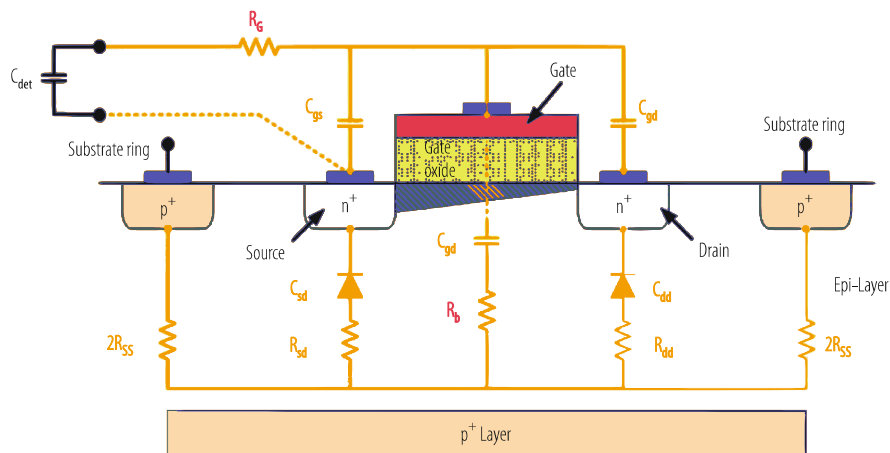 R_G
Gate
C_det
C_gs
C_gd
Substrate ring
Gate
oxide
Substrate ring
p⁺
n⁺
n⁺
p⁺
Source
C_gd
Drain
C_sd
C_dd
Epi–Layer
R_b
2R_SS
R_sd
R_dd
2R_SS
p⁺ Layer